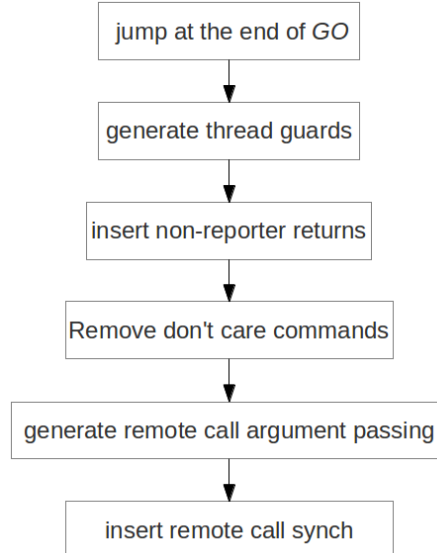 jump at the end of GO
generate thread guards
insert non-reporter returns
Remove don't care commands
generate remote call argument passing
insert remote call synch